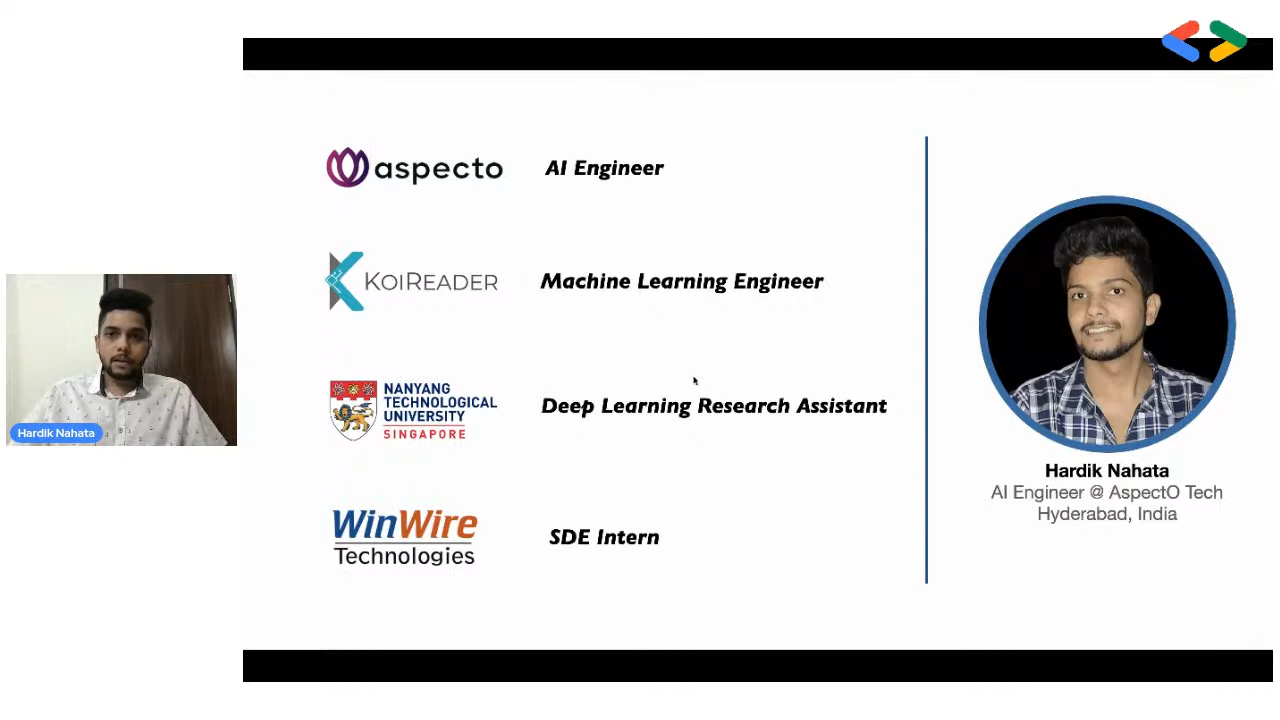 aspecto
AI Engineer
KOIREADER
Machine Learning Engineer
NANYANG
TECHNOLOGICAL
UNIVERSITY
SINGAPORE
Deep Learning Research Assistant
WinWire
Technologies
SDE Intern
Hardik Nahata
Hardik Nahata
AI Engineer @ AspectO Tech
Hyderabad, India